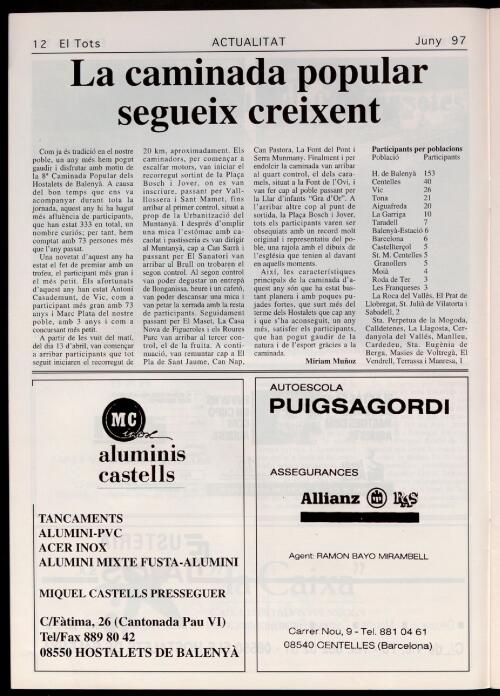 12 El Tots
ACTUALITAT
Juny 97
La caminada popular
segueix creixent
Com ja és tradició en el nostre
poble, un any més hem pogut
gaudir i disfrutar amb motiu de
la 8ª Caminada Popular dels
Hostalets de Balenyà. A causa
del bon temps que ens va
acompanyar durant tota la
jornada, aquest any hi ha hagut
més afluència de participants,
que han estat 333 en total, un
nombre curiós; per tant, hem
comptat amb 73 persones més
que l'any passat.
Una novetat d'aquest any ha
estat el fet de premiar amb un
trofeu, el participant més gran i
el més petit. Els afortunats
d'aquest any han estat Antoni
Casademunt, de Vic, com a
participant més gran amb 73
anys i Marc Plata del nostre
poble, amb 3 anys i com a
concursant més petit.
A partir de les vuit del matí,
del dia 13 d'abril, van començar
a arribar participants que tot
seguit iniciaren el recorregut de
20 km, aproximadament. Els
caminadors, per començar a
escalfar motors, van iniciar el
recorregut sortint de la Plaça
Bosch i Jover, on es van
inscriure, passant per Vall-
llossera i Sant Mamet, fins
arribar al primer control, situat a
prop de la Urbanització del
Muntanyà. I després d'omplir
una mica l'estómac amb ca-
catolat i pastisseria es van dirigir
al Muntanyà, cap a Can Sarrà i
passant per El Sanatori van
arribar al Brull on trobaren el
segon control. Al segon control
van poder degustar un entrepà
de llonganissa, beure i un cafetó,
van poder descansar una mica i
van petar la xerrada amb la resta
de participants. Seguidament
passant per El Maset, La Casa
Nova de Figueroles i els Roures
Parc van arribar al tercer con-
trol, el de la fruita. A conti-
nuació, van remuntar cap a El
Pla de Sant Jaume, Can Nap,
Can Pastora, La Font del Pont i
Serra Munmany. Finalment i per
endolcir la caminada van arribar
al quart control, el dels cara-
mels, situat a la Font de l'Oví, i
van fer cap al poble passant per
la Llar d'infants "Gra d'Or". A
l'arribar altre cop al punt de
sortida, la Plaça Bosch i Jover,
tots els participants varen ser
obsequiats amb un record molt
original i representatiu del po-
ble, una rajola amb el dibuix de
l'església que tenien al davant
en aquells moments.
Així, les característiques
principals de la caminada d'a-
quest any són que ha estat bas-
tant planera i amb poques pu-
jades fortes, que surt més del
terme dels Hostalets que cap any
i que s'ha aconseguit, un any
més, satisfer els participants,
que han pogut gaudir de la
natura i de l'esport gràcies a la
caminada.
Miriam Muñoz
Participants per poblacions
Població Participants
H. de Balenyà 153
Centelles 40
Vic 26
Tona 21
Aiguafreda 20
La Garriga 10
Taradell 7
Balenyà-Estació 6
Barcelona 6
Castellterçol 5
St. M. Centelles 5
Granollers 5
Moià 4
Roda de Ter 3
Les Franqueses 3
La Roca del Vallès, El Prat de
Llobregat, St. Julià de Vilatorta i
Sabadell, 2
Sta. Perpetua de la Mogoda,
Calldetenes, La Llagosta, Cer-
danyola del Vallès, Manlleu,
Cardedeu, Sta. Eugènia de
Berga, Masies de Voltregà, El
Vendrell, Terrassa i Manresa, 1
MC
aluminis
castells
TANCAMENTS
ALUMINI-PVC
ACER INOX
ALUMINI MIXTE FUSTA-ALUMINI
MIQUEL CASTELLS PRESSEGUER
C/Fàtima, 26 (Cantonada Pau VI)
Tel/Fax 889 80 42
08550 HOSTALETS DE BALENYÀ
AUTOESCOLA
PUIGSAGORDI
ASSEGURANCES
Allianz RAS
Agent: RAMON BAYO MIRAMBELL
Carrer Nou, 9 - Tel. 881 04 61
08540 CENTELLES (Barcelona)